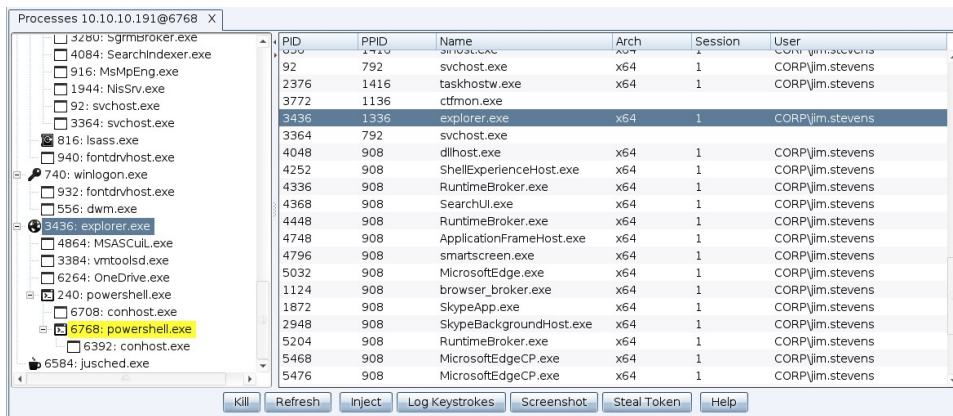 Processes 10.10.10.191@6768 X
3280: SgrmBroker.exe
4084: SearchIndexer.exe
916: MsMpEng.exe
1944: NisSrv.exe
92: svchost.exe
3364: svchost.exe
816: lsass.exe
940: fontdrvhost.exe
740: winlogon.exe
932: fontdrvhost.exe
556: dwm.exe
3436: explorer.exe
4864: MSASCuiL.exe
3384: vmtoolsd.exe
6264: OneDrive.exe
240: powershell.exe
6708: conhost.exe
6768: powershell.exe
6392: conhost.exe
6584: jusched.exe
PID PPID Name Arch Session User
92 792 svchost.exe x64 1 CORP\jim.stevens
2376 1416 taskhostw.exe x64 1 CORP\jim.stevens
3772 1136 ctfmon.exe
3436 1336 explorer.exe x64 1 CORP\jim.stevens
3364 792 svchost.exe
4048 908 dllhost.exe x64 1 CORP\jim.stevens
4252 908 ShellExperienceHost.exe x64 1 CORP\jim.stevens
4336 908 RuntimeBroker.exe x64 1 CORP\jim.stevens
4368 908 SearchUI.exe x64 1 CORP\jim.stevens
4448 908 RuntimeBroker.exe x64 1 CORP\jim.stevens
4748 908 ApplicationFrameHost.exe x64 1 CORP\jim.stevens
4796 908 smartscreen.exe x64 1 CORP\jim.stevens
5032 908 MicrosoftEdge.exe x64 1 CORP\jim.stevens
1124 908 browser_broker.exe x64 1 CORP\jim.stevens
1872 908 SkypeApp.exe x64 1 CORP\jim.stevens
2948 908 SkypeBackgroundHost.exe x64 1 CORP\jim.stevens
5204 908 RuntimeBroker.exe x64 1 CORP\jim.stevens
5468 908 MicrosoftEdgeCP.exe x64 1 CORP\jim.stevens
5476 908 MicrosoftEdgeCP.exe x64 1 CORP\jim.stevens
Kill Refresh Inject Log Keystrokes Screenshot Steal Token Help